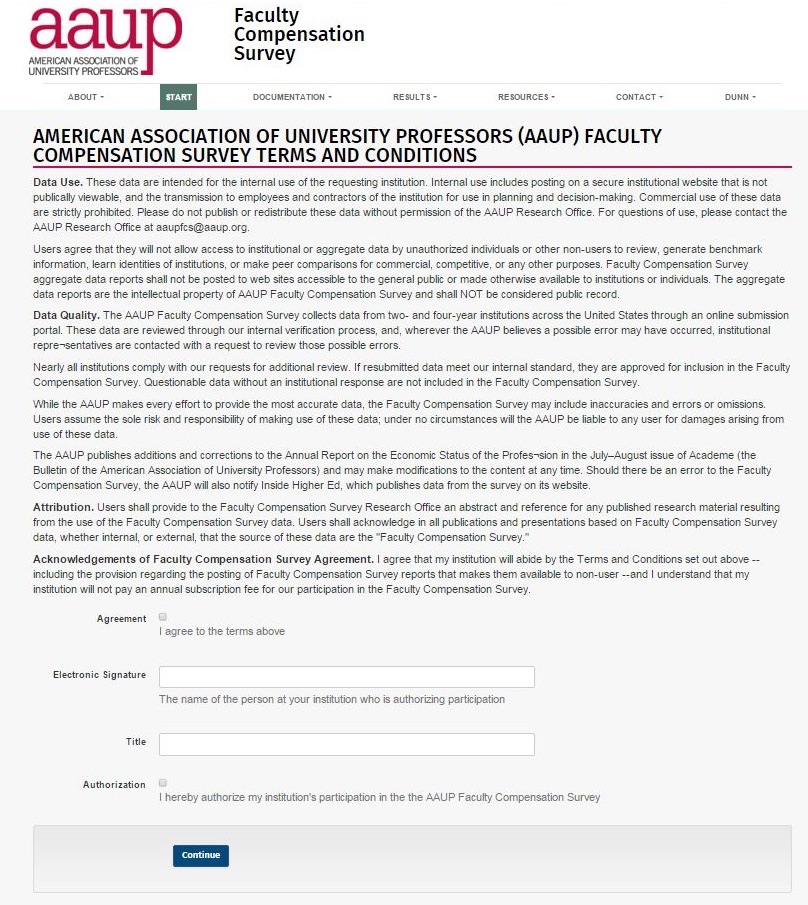 aaup
AMERICAN ASSOCIATION OF
UNIVERSITY PROFESSORS
Faculty
Compensation
Survey
ABOUT
START
DOCUMENTATION
RESULTS
RESOURCES
CONTACT
DUNN
AMERICAN ASSOCIATION OF UNIVERSITY PROFESSORS (AAUP) FACULTY
COMPENSATION SURVEY TERMS AND CONDITIONS
Data Use. These data are intended for the internal use of the requesting institution. Internal use includes posting on a secure institutional website that is not
publically viewable, and the transmission to employees and contractors of the institution for use in planning and decision-making. Commercial use of these data
are strictly prohibited. Please do not publish or redistribute these data without permission of the AAUP Research Office. For questions of use, please contact the
AAUP Research Office at aaupfcs@aaup.org.
Users agree that they will not allow access to institutional or aggregate data by unauthorized individuals or other non-users to review, generate benchmark
information, learn identities of institutions, or make peer comparisons for commercial, competitive, or any other purposes. Faculty Compensation Survey
aggregate data reports shall not be posted to web sites accessible to the general public or made otherwise available to institutions or individuals. The aggregate
data reports are the intellectual property of AAUP Faculty Compensation Survey and shall NOT be considered public record.
Data Quality. The AAUP Faculty Compensation Survey collects data from two- and four-year institutions across the United States through an online submission
portal. These data are reviewed through our internal verification process, and, wherever the AAUP believes a possible error may have occurred, institutional
repre¬sentatives are contacted with a request to review those possible errors.
Nearly all institutions comply with our requests for additional review. If resubmitted data meet our internal standard, they are approved for inclusion in the Faculty
Compensation Survey. Questionable data without an institutional response are not included in the Faculty Compensation Survey.
While the AAUP makes every effort to provide the most accurate data, the Faculty Compensation Survey may include inaccuracies and errors or omissions.
Users assume the sole risk and responsibility of making use of these data; under no circumstances will the AAUP be liable to any user for damages arising from
use of these data.
The AAUP publishes additions and corrections to the Annual Report on the Economic Status of the Profes¬sion in the July–August issue of Academe (the
Bulletin of the American Association of University Professors) and may make modifications to the content at any time. Should there be an error to the Faculty
Compensation Survey, the AAUP will also notify Inside Higher Ed, which publishes data from the survey on its website.
Attribution. Users shall provide to the Faculty Compensation Survey Research Office an abstract and reference for any published research material resulting
from the use of the Faculty Compensation Survey data. Users shall acknowledge in all publications and presentations based on Faculty Compensation Survey
data, whether internal, or external, that the source of these data are the "Faculty Compensation Survey."
Acknowledgements of Faculty Compensation Survey Agreement. I agree that my institution will abide by the Terms and Conditions set out above --
including the provision regarding the posting of Faculty Compensation Survey reports that makes them available to non-user --and I understand that my
institution will not pay an annual subscription fee for our participation in the Faculty Compensation Survey.
Agreement
I agree to the terms above
Electronic Signature
The name of the person at your institution who is authorizing participation
Title
Authorization
I hereby authorize my institution's participation in the the AAUP Faculty Compensation Survey
Continue